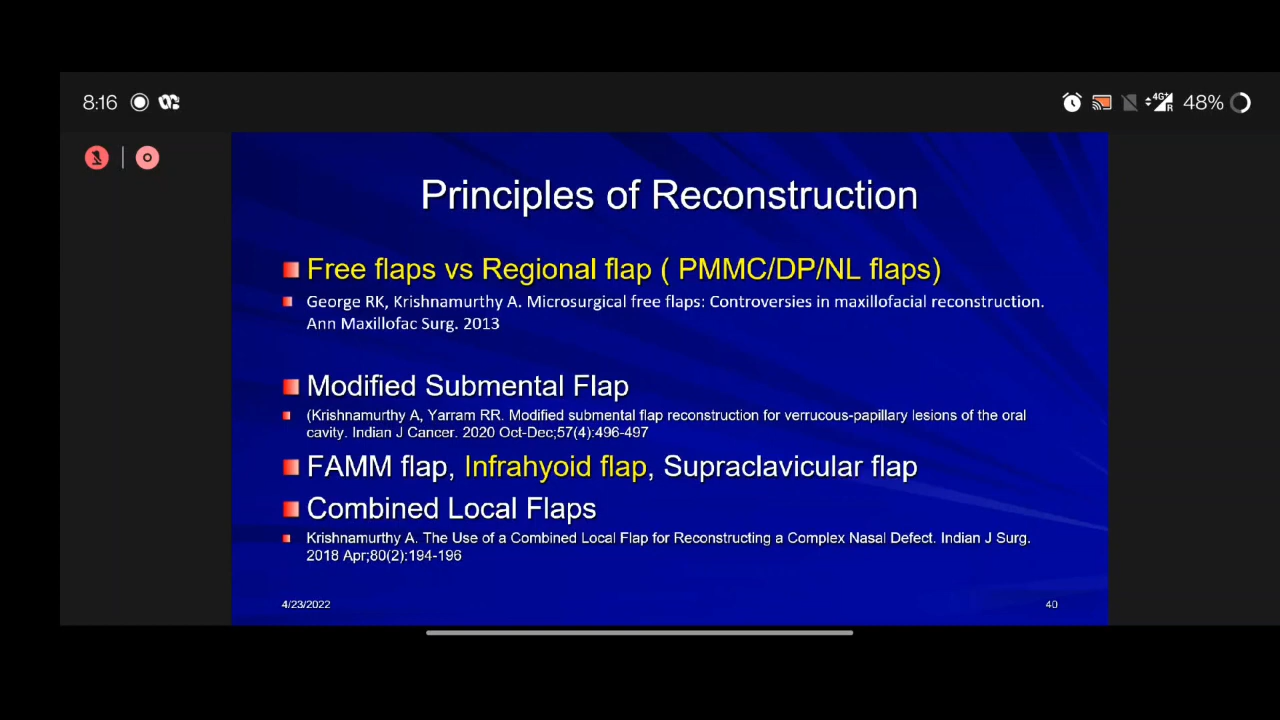 8:16
4G+
R
48%
Principles of Reconstruction
Free flaps vs Regional flap ( PMMC/DP/NL flaps)
George RK, Krishnamurthy A. Microsurgical free flaps: Controversies in maxillofacial reconstruction.
Ann Maxillofac Surg. 2013
Modified Submental Flap
(Krishnamurthy A, Yarram RR. Modified submental flap reconstruction for verrucous-papillary lesions of the oral
cavity. Indian J Cancer. 2020 Oct-Dec;57(4):496-497
FAMM flap, Infrahyoid flap, Supraclavicular flap
Combined Local Flaps
Krishnamurthy A. The Use of a Combined Local Flap for Reconstructing a Complex Nasal Defect. Indian J Surg.
2018 Apr;80(2):194-196
4/23/2022
40